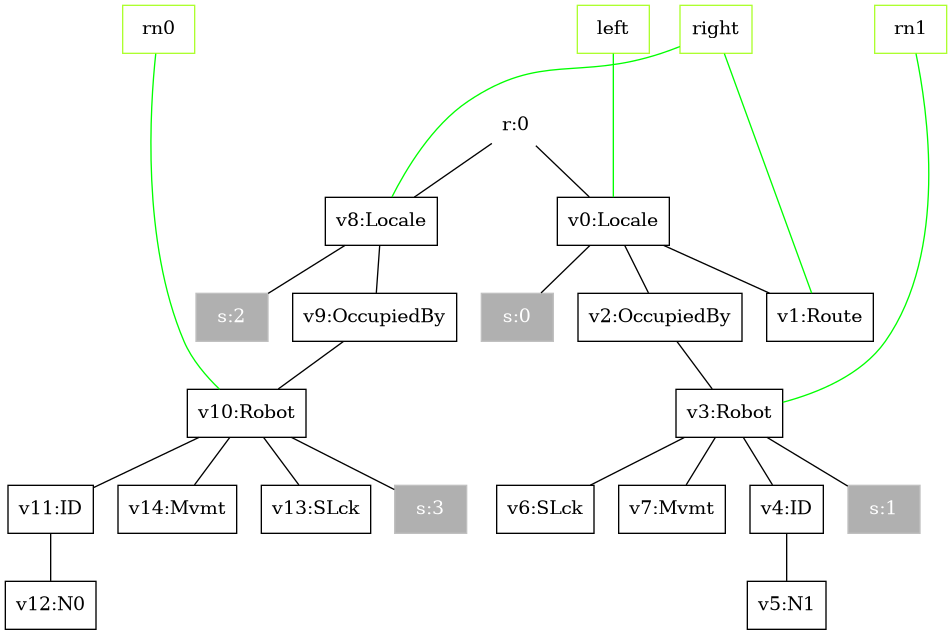 rn0
left
right
rn1
r:0
v8:Locale
v0:Locale
s:2
v9:OccupiedBy
s:0
v2:OccupiedBy
v1:Route
v10:Robot
v3:Robot
v11:ID
v14:Mvmt
v13:SLck
s:3
v6:SLck
v7:Mvmt
v4:ID
s:1
v12:N0
v5:N1